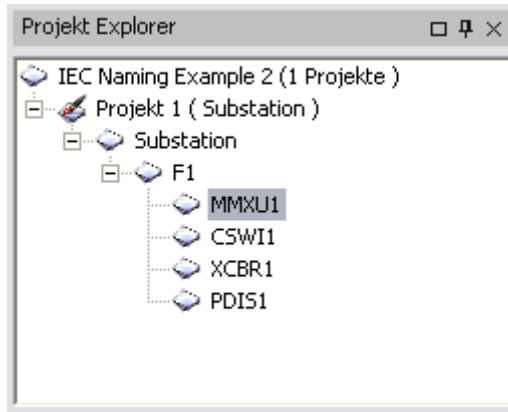 Projekt Explorer
IEC Naming Example 2 (1 Projekte )
Projekt 1 ( Substation )
Substation
F1
MMXU1
CSWI1
XCBR1
PDIS1